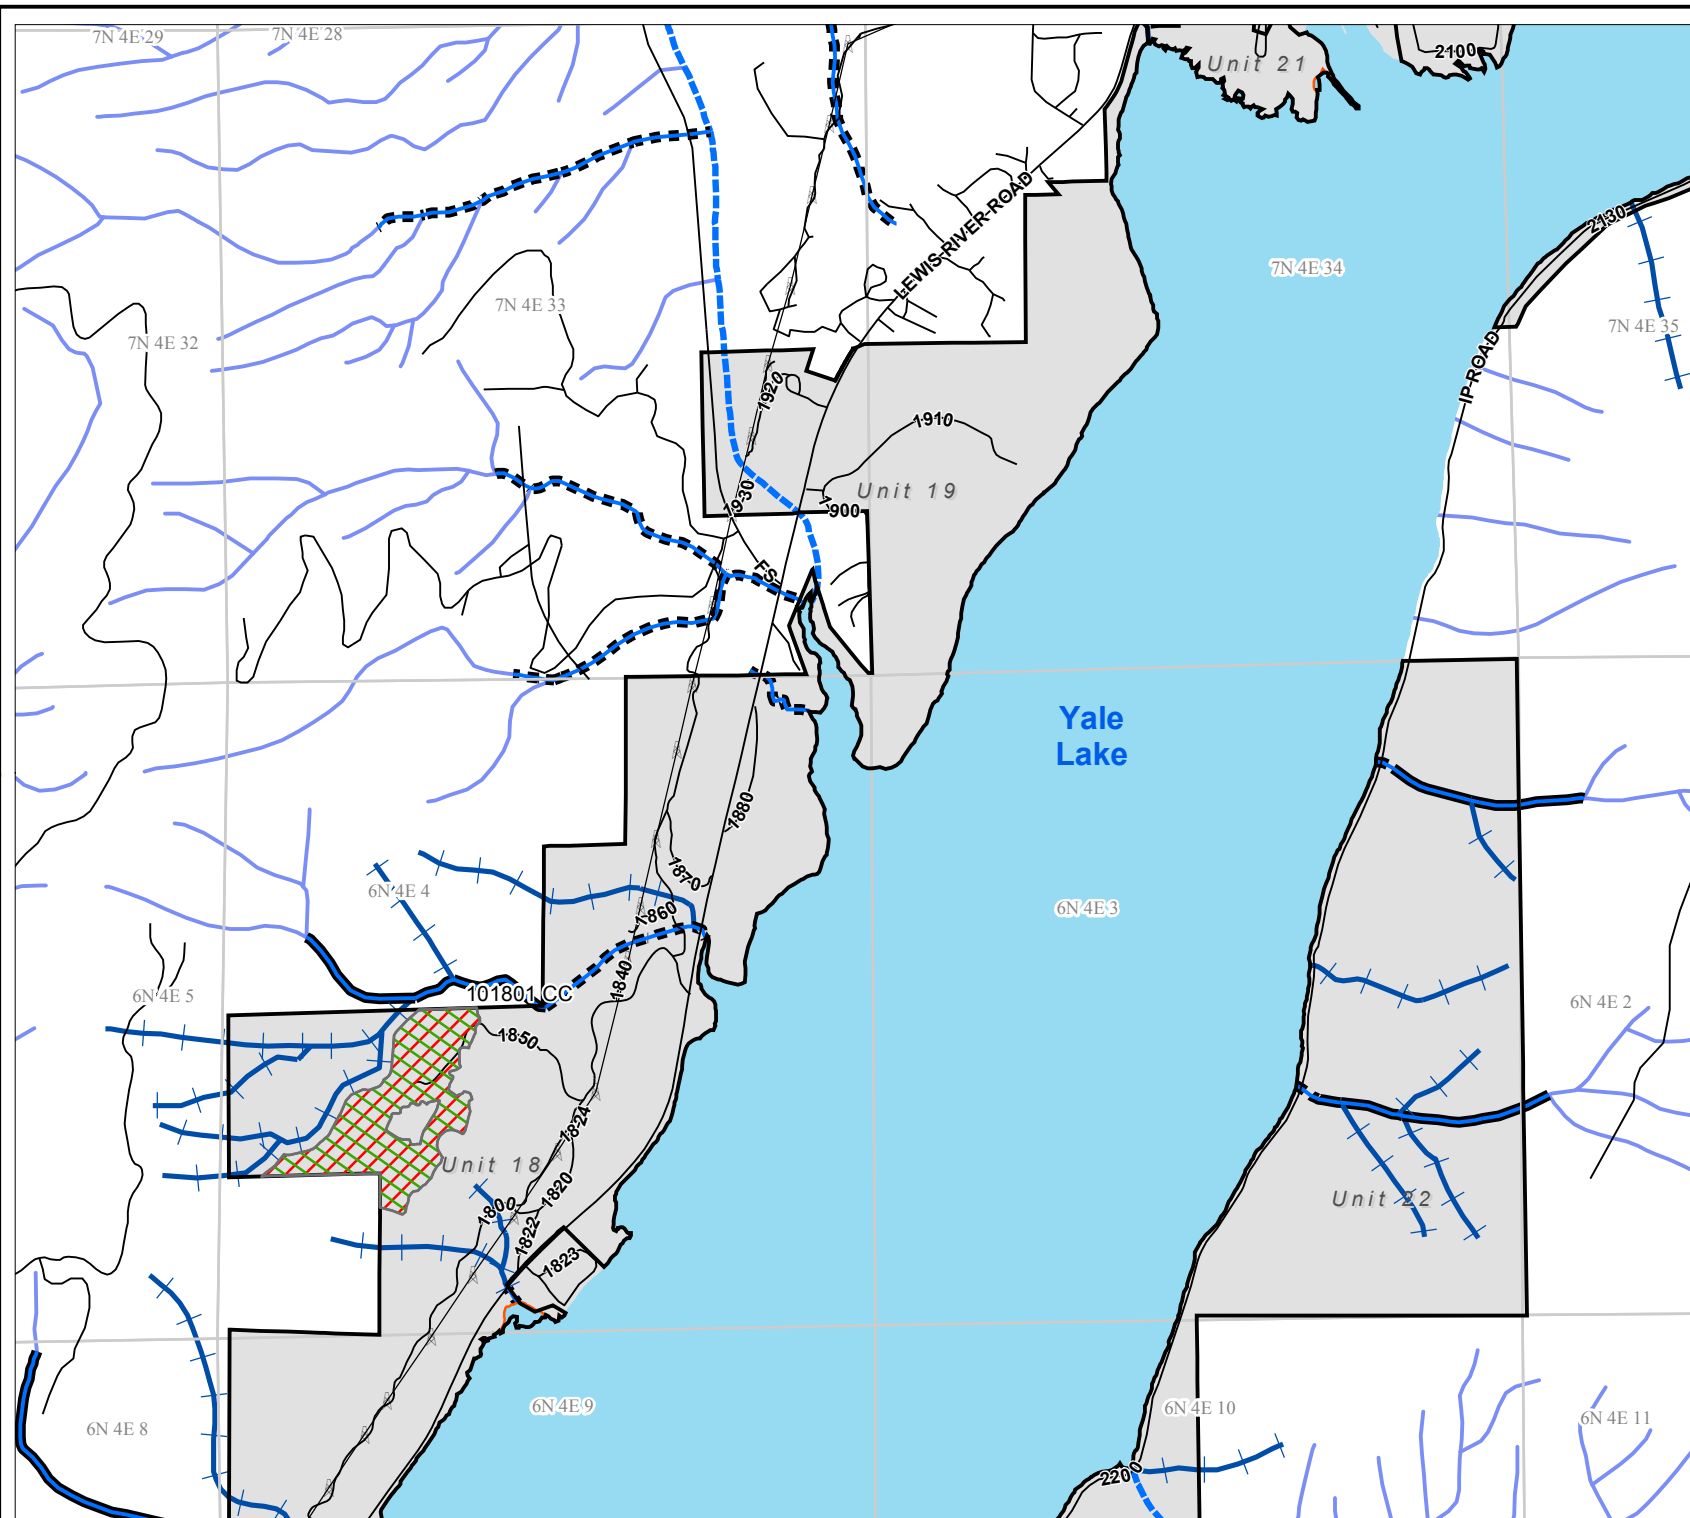 7N 4E 29
7N 4E 28
Unit 21
2100
LEWIS-RIVER-ROAD
2130
7N 4E 34
7N 4E 33
7N 4E 32
7N 4E 35
IP-ROAD
1920
1910
Unit 19
1930
1900
FS
Yale
Lake
1880
1870
6N 4E 4
1860
6N 4E 3
1840
101801 CC
6N 4E 5
6N 4E 2
1850
1824
Unit 18
1820
Unit 22
1800
1822
1823
6N 4E 9
6N 4E 10
6N 4E 11
6N 4E 8
2200